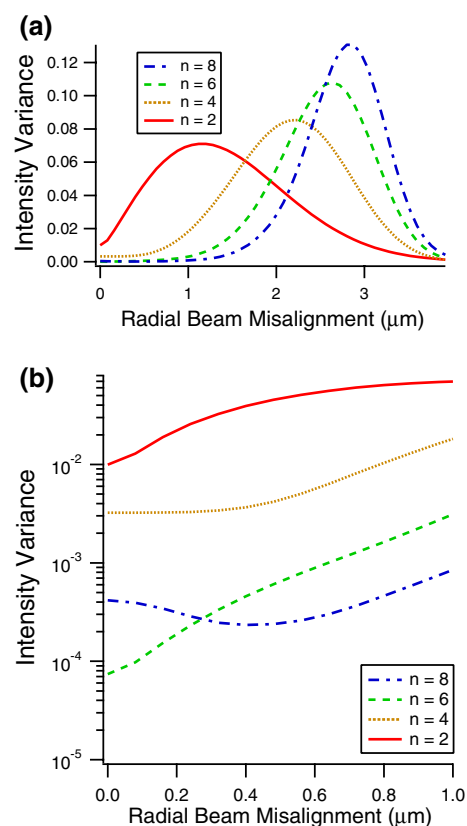 (a)
Intensity Variance
0.12
0.10
0.08
0.06
0.04
0.02
0.00
n = 8
n = 6
n = 4
n = 2
0
1
2
3
Radial Beam Misalignment (μm)
(b)
Intensity Variance
10⁻²
10⁻³
10⁻⁴
10⁻⁵
n = 8
n = 6
n = 4
n = 2
0.0
0.2
0.4
0.6
0.8
1.0
Radial Beam Misalignment (μm)